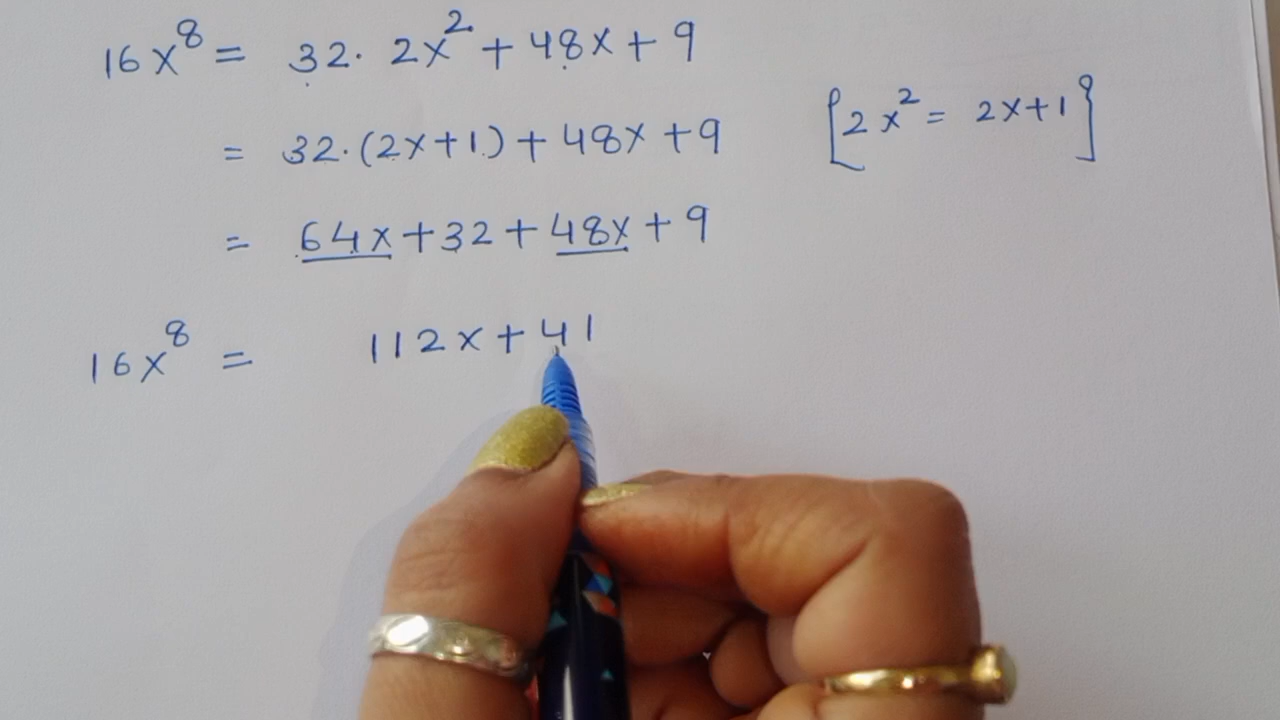 16x⁸ = 32. 2x² + 48x + 9
[2x² = 2x+1]
= 32.(2x+1) + 48x + 9
= 64x + 32 + 48x + 9
16x⁸ = 112x + 41